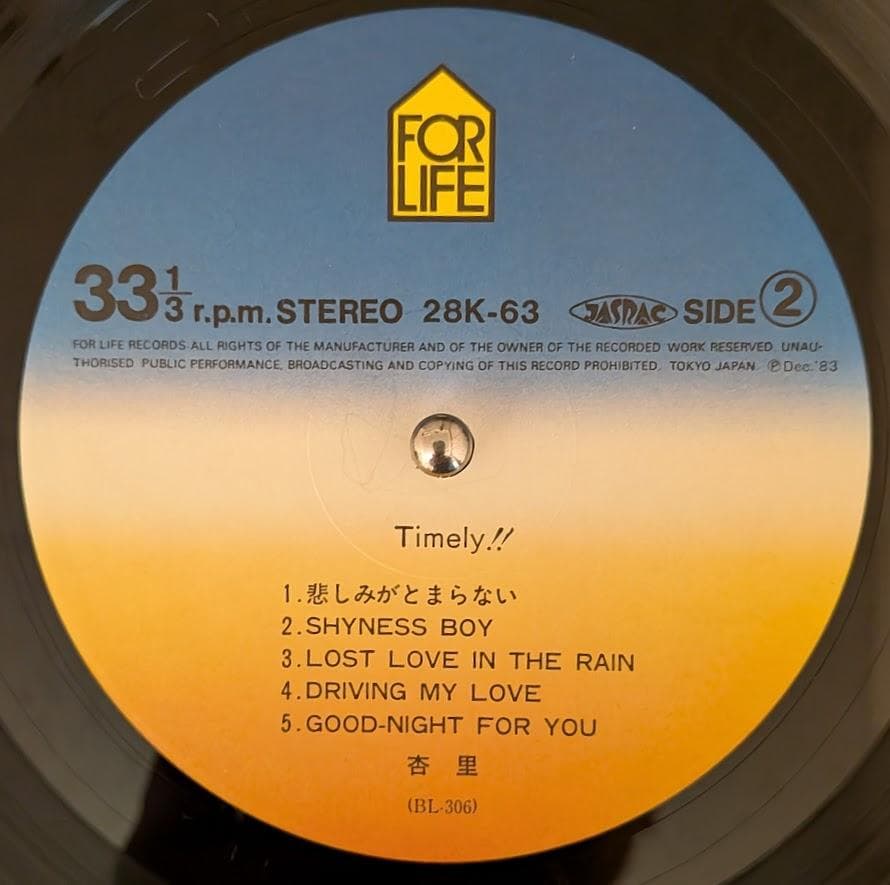 FOR
LIFE
33 1/3 r.p.m. STEREO 28K-63 JASRAC SIDE ②
FOR LIFE RECORDS ALL RIGHTS OF THE MANUFACTURER AND OF THE OWNER OF THE RECORDED WORK RESERVED. UNAU-
THORISED PUBLIC PERFORMANCE, BROADCASTING AND COPYING OF THIS RECORD PROHIBITED. TOKYO JAPAN. ℗ Dec.'83
Timely!!
1.悲しみがとまらない
2.SHYNESS BOY
3.LOST LOVE IN THE RAIN
4.DRIVING MY LOVE
5.GOOD-NIGHT FOR YOU
杏 里
(BL-306)